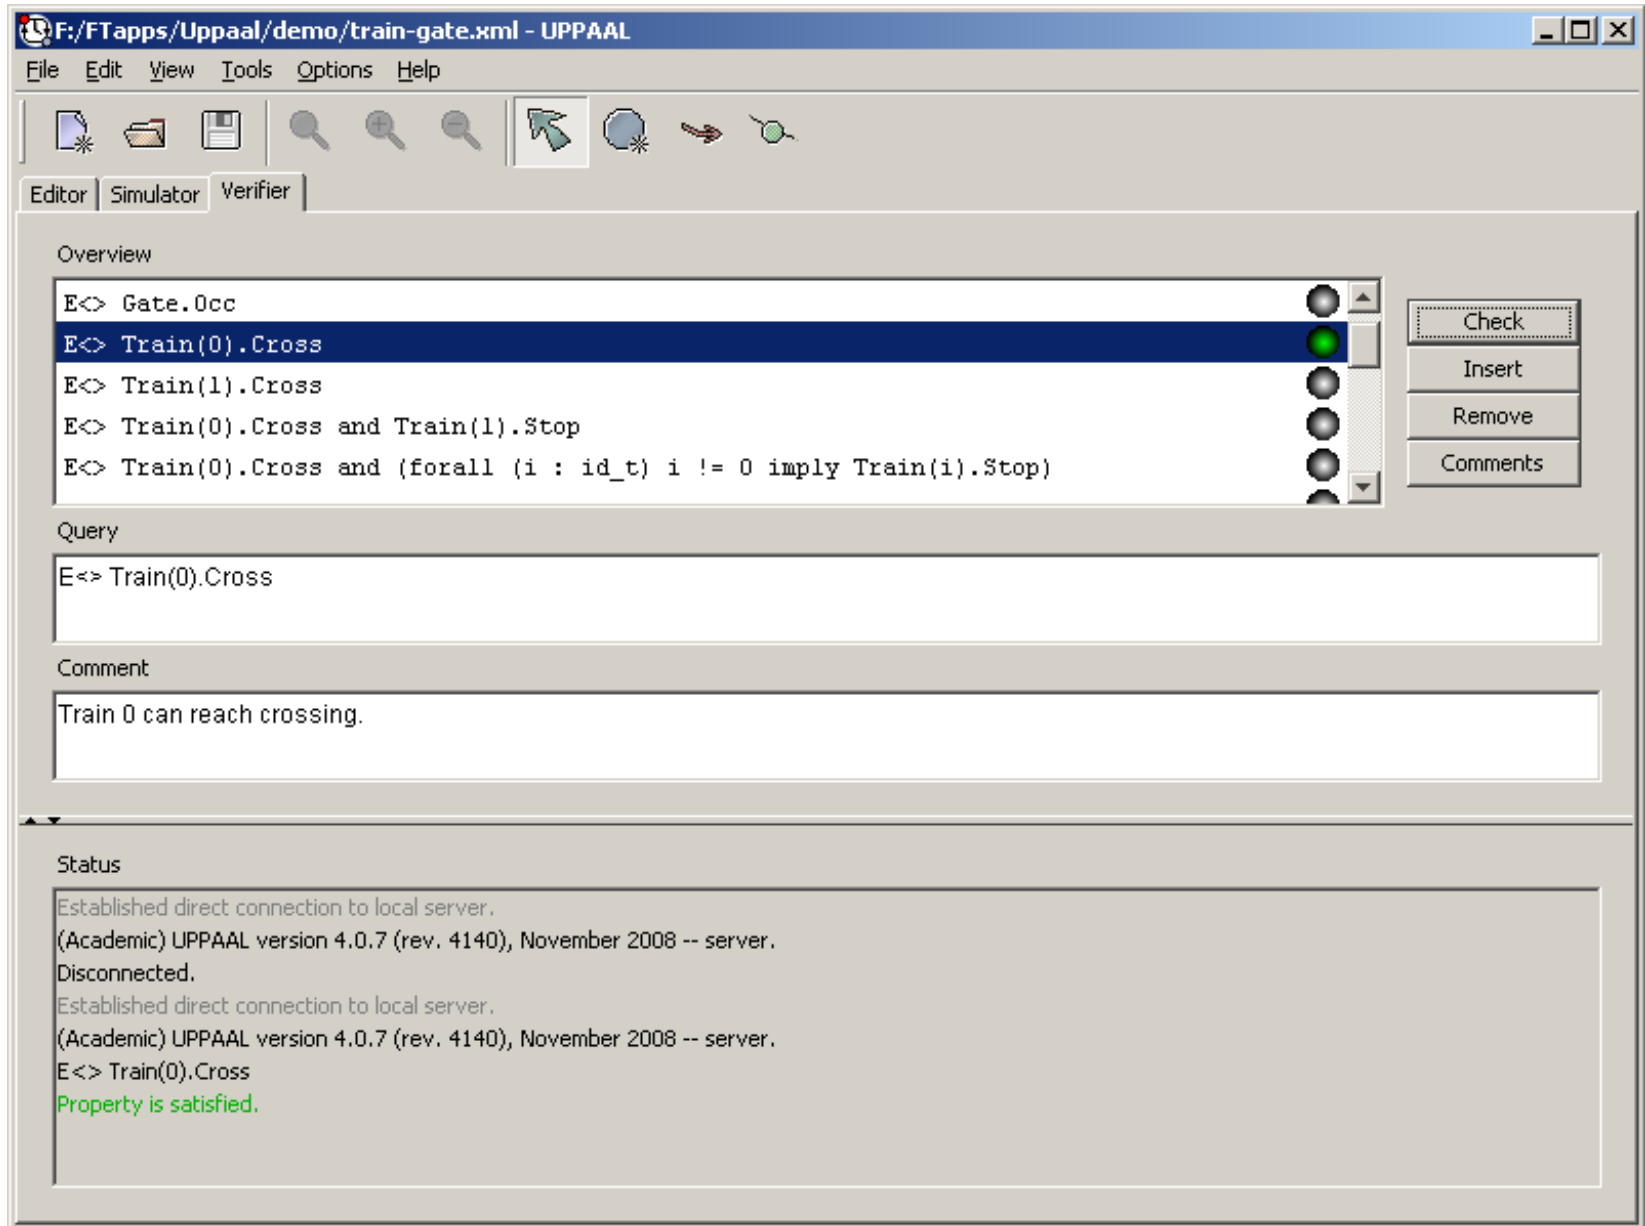 F:/FTapps/Uppaal/demo/train-gate.xml - UPPAAL
File Edit View Tools Options Help
Editor Simulator Verifier
Overview
E<> Gate.Occ
E<> Train(0).Cross
E<> Train(1).Cross
E<> Train(0).Cross and Train(1).Stop
E<> Train(0).Cross and (forall (i : id_t) i != 0 imply Train(i).Stop)
Check
Insert
Remove
Comments
Query
E<> Train(0).Cross
Comment
Train 0 can reach crossing.
Status
Established direct connection to local server.
(Academic) UPPAAL version 4.0.7 (rev. 4140), November 2008 -- server.
Disconnected.
Established direct connection to local server.
(Academic) UPPAAL version 4.0.7 (rev. 4140), November 2008 -- server.
E<> Train(0).Cross
Property is satisfied.